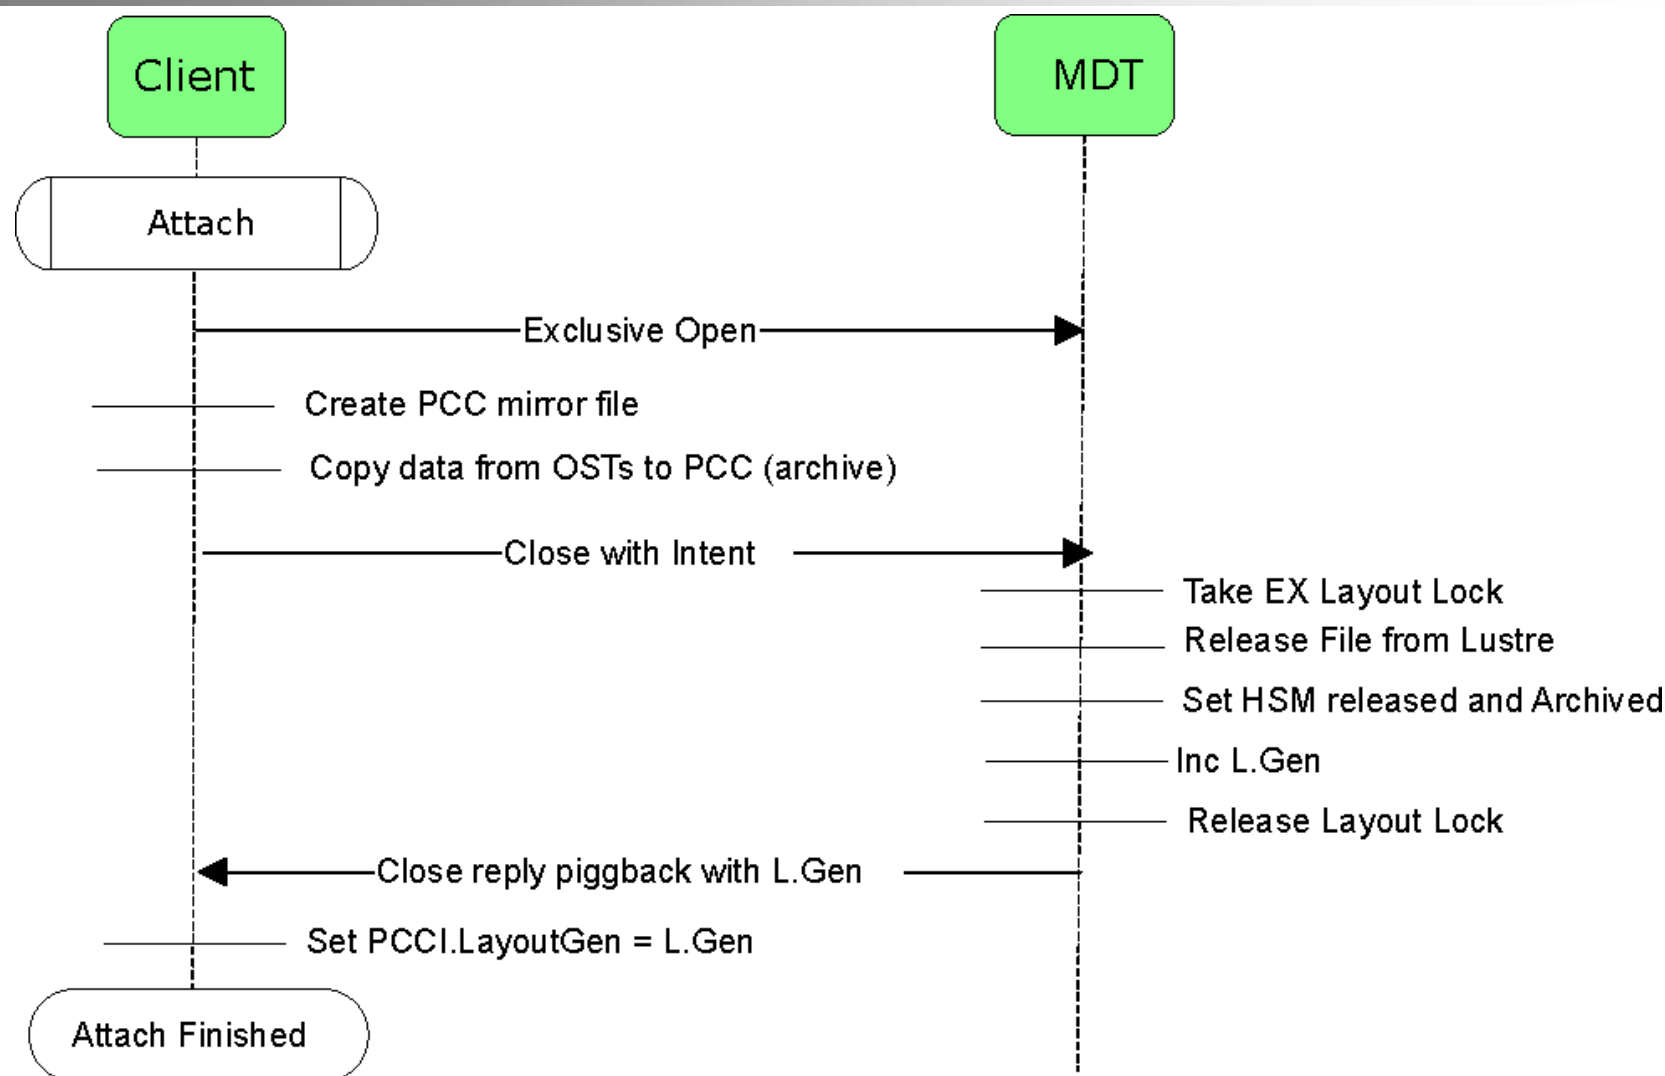 Client
MDT
Attach
Exclusive Open
Create PCC mirror file
Copy data from OSTs to PCC (archive)
Close with Intent
Take EX Layout Lock
Release File from Lustre
Set HSM released and Archived
Inc L.Gen
Release Layout Lock
Close reply piggback with L.Gen
Set PCCI.LayoutGen = L.Gen
Attach Finished